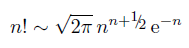 n! ∼ √2π n^{n+½} e^{−n}